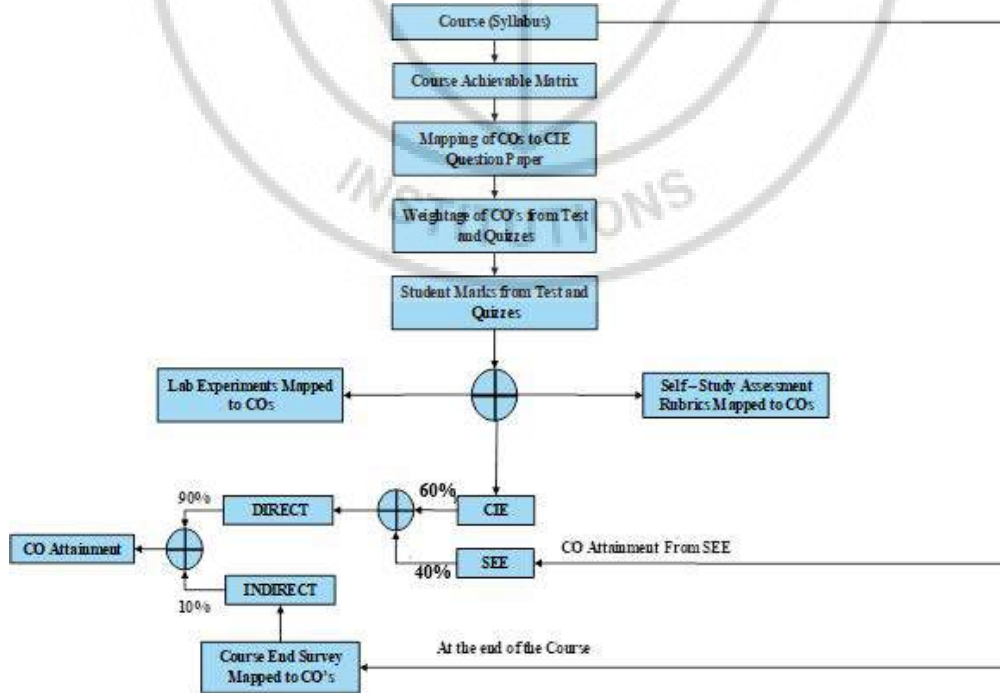 Course (Syllabus)
Course Achievable Matrix
Mapping of COs to CIE
Question Paper
INSTITUTIONS
Weightage of CO's from Test
and Quizzes
Student Marks from Test and
Quizzes
Lab Experiments Mapped
to COs
Self-Study Assessment
Rubrics Mapped to COs
90%
DIRECT
60%
CIE
CO Attainment
40%
SEE
CO Attainment From SEE
10%
INDIRECT
Course End Survey
Mapped to CO's
At the end of the Course